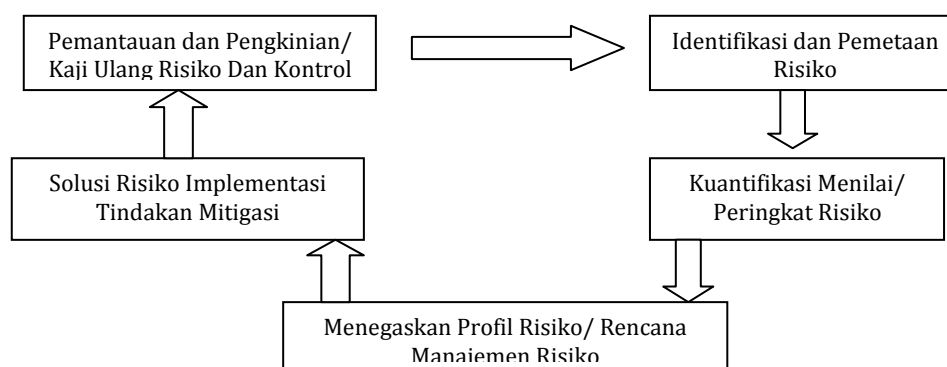 Pemantauan dan Pengkinian/
Kaji Ulang Risiko Dan Kontrol
Identifikasi dan Pemetaan
Risiko
Solusi Risiko Implementasi
Tindakan Mitigasi
Kuantifikasi Menilai/
Peringkat Risiko
Menegaskan Profil Risiko/ Rencana
Manajemen Risiko